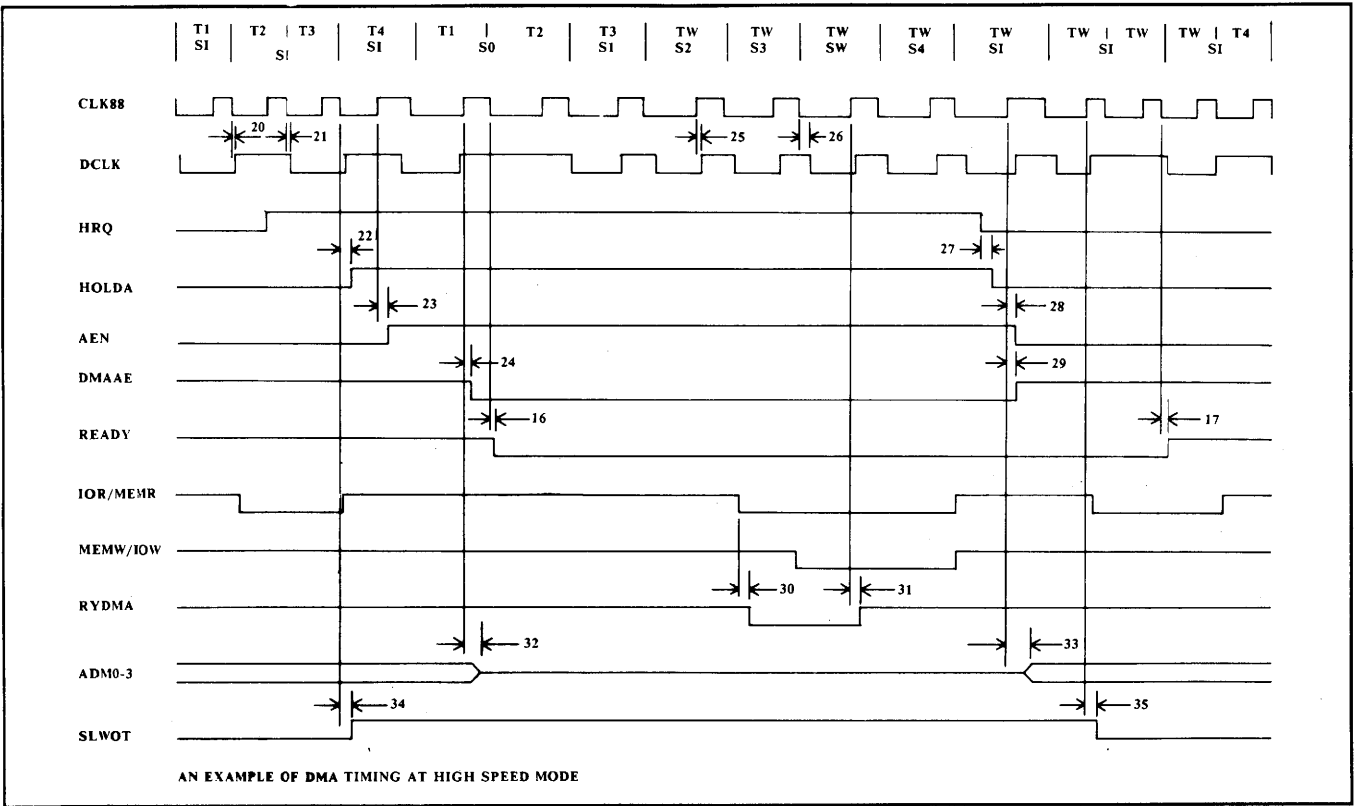 T1 T2 T3 T4 T1 T2 T3 TW TW TW TW TW TW TW TW T4
SI SI SI S0 S1 S2 S3 SW S4 SI SI SI
CLK88
20 21 25 26
DCLK
HRQ
22 27
HOLDA
23 28
AEN
24 29
DMAAE
16 17
READY
IOR/MEMR
MEMW/IOW
30 31
RYDMA
32 33
ADM0-3
34 35
SLWOT
AN EXAMPLE OF DMA TIMING AT HIGH SPEED MODE